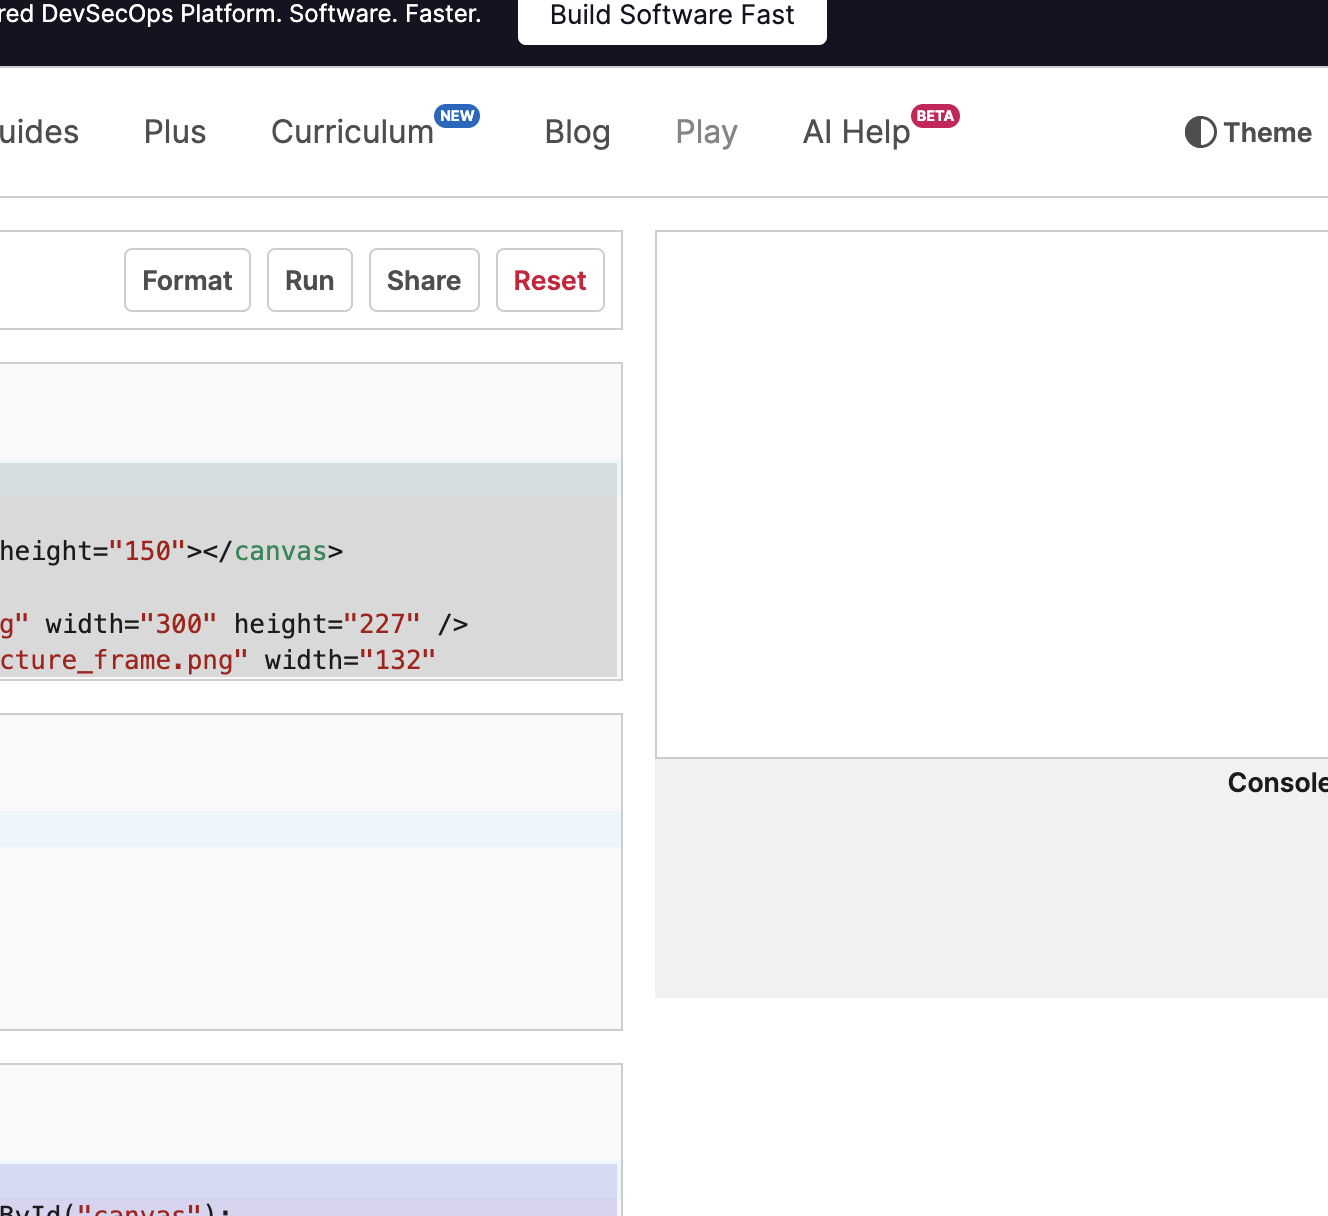 red DevSecOps Platform. Software. Faster.
Build Software Fast
uides
Plus
Curriculum
NEW
Blog
Play
AI Help
BETA
Theme
Format
Run
Share
Reset
height="150"></canvas>
g" width="300" height="227" />
cture_frame.png" width="132"
Console
ById("canvas");